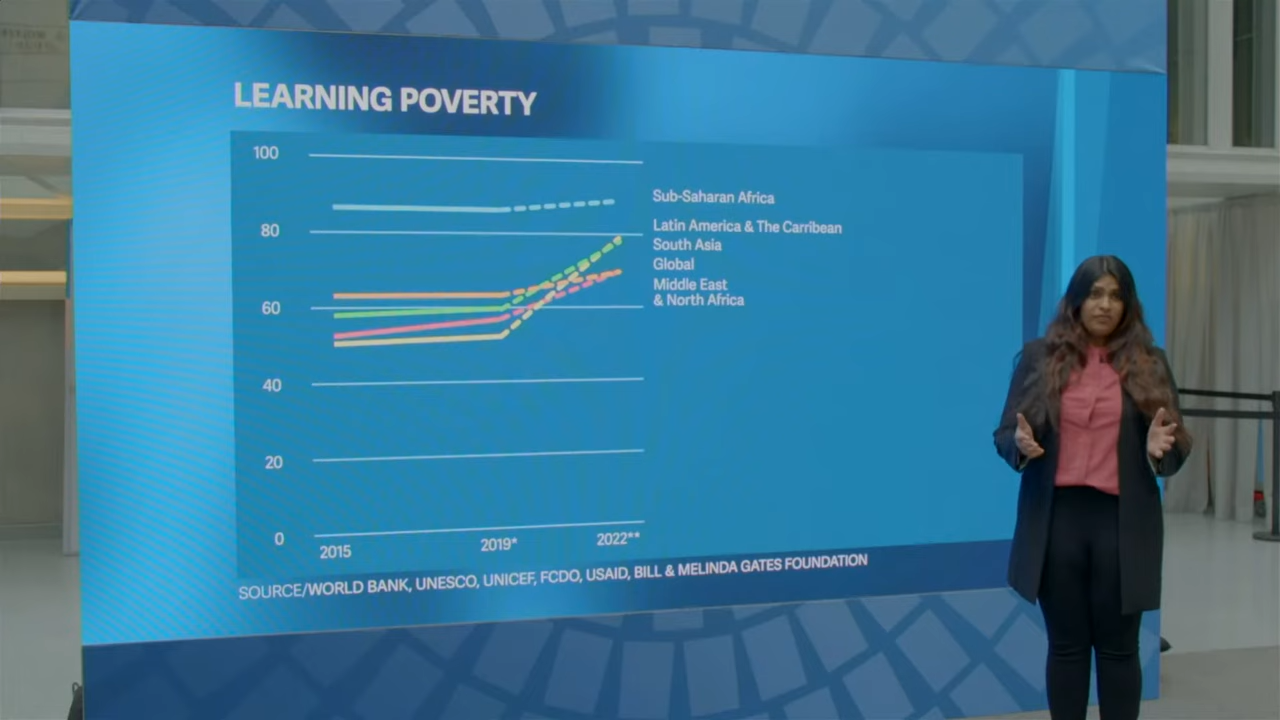 LEARNING POVERTY
100
80
60
40
20
0
Sub-Saharan Africa
Latin America & The Carribean
South Asia
Global
Middle East
& North Africa
2015 2019* 2022**
SOURCE/WORLD BANK, UNESCO, UNICEF, FCDO, USAID, BILL & MELINDA GATES FOUNDATION